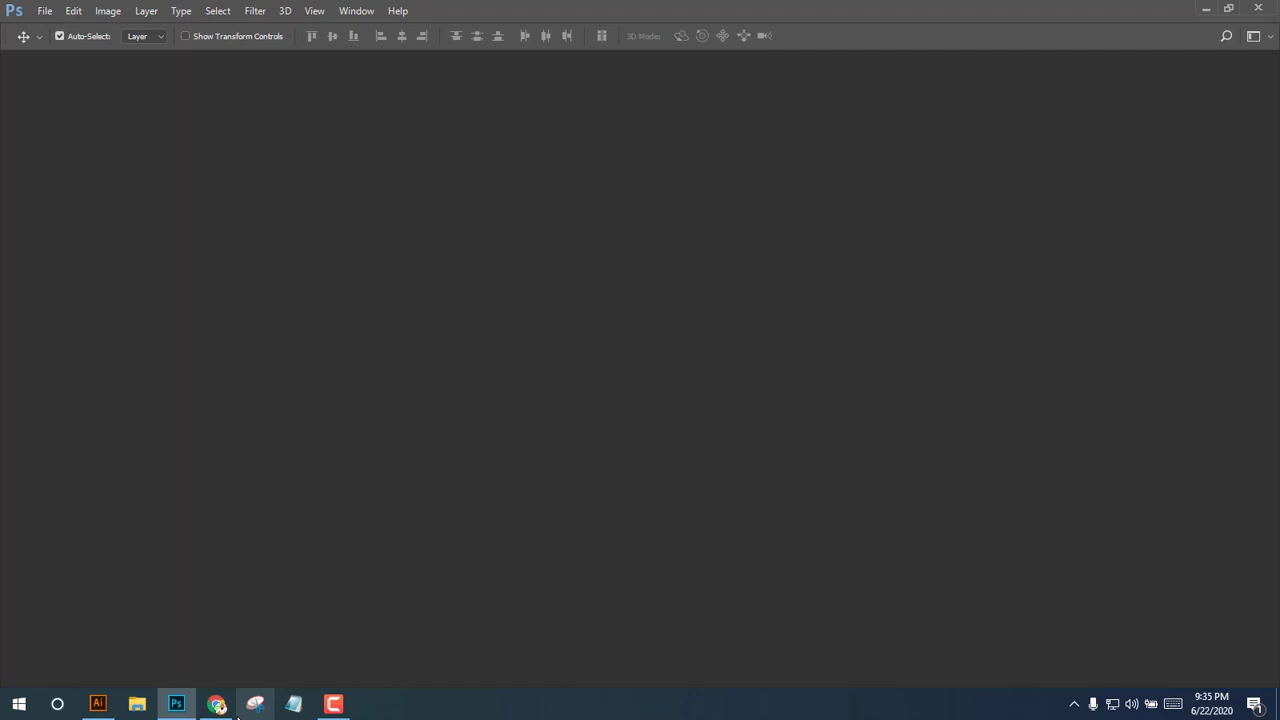 Ps File Edit Image Layer Type Select Filter 3D View Window Help
Auto-Select: Layer Show Transform Controls 3D Mode:
Ai Ps 9:35 PM
6/22/2020 1